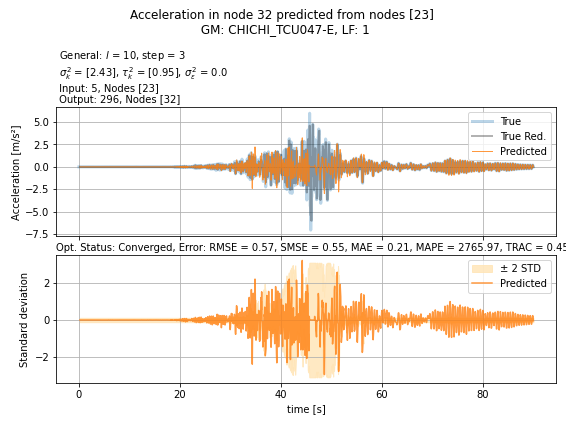 Acceleration in node 32 predicted from nodes [23]
GM: CHICHI_TCU047-E, LF: 1
General: l = 10, step = 3
σ²ₖ = [2.43], τ²ₖ = [0.95], σ²ε = 0.0
Input: 5, Nodes [23]
Output: 296, Nodes [32]
Acceleration [m/s²]
5.0
2.5
0.0
−2.5
−5.0
−7.5
True
True Red.
Predicted
Opt. Status: Converged, Error: RMSE = 0.57, SMSE = 0.55, MAE = 0.21, MAPE = 2765.97, TRAC = 0.45
Standard deviation
2
0
−2
± 2 STD
Predicted
0
20
40
60
80
time [s]